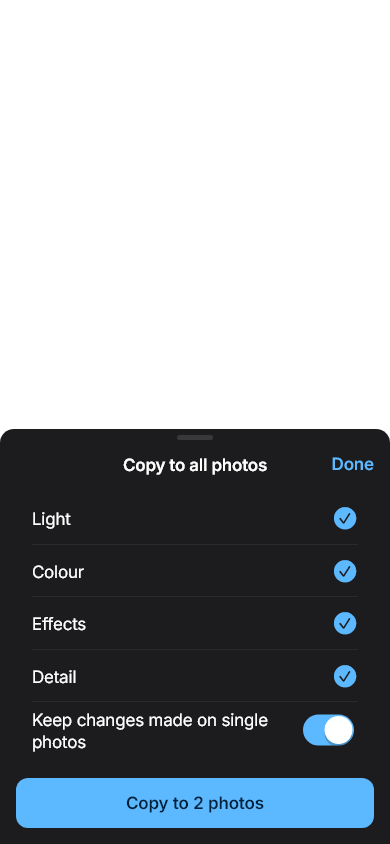 Copy to all photos
Done
Light
Colour
Effects
Detail
Keep changes made on single
photos
Copy to 2 photos